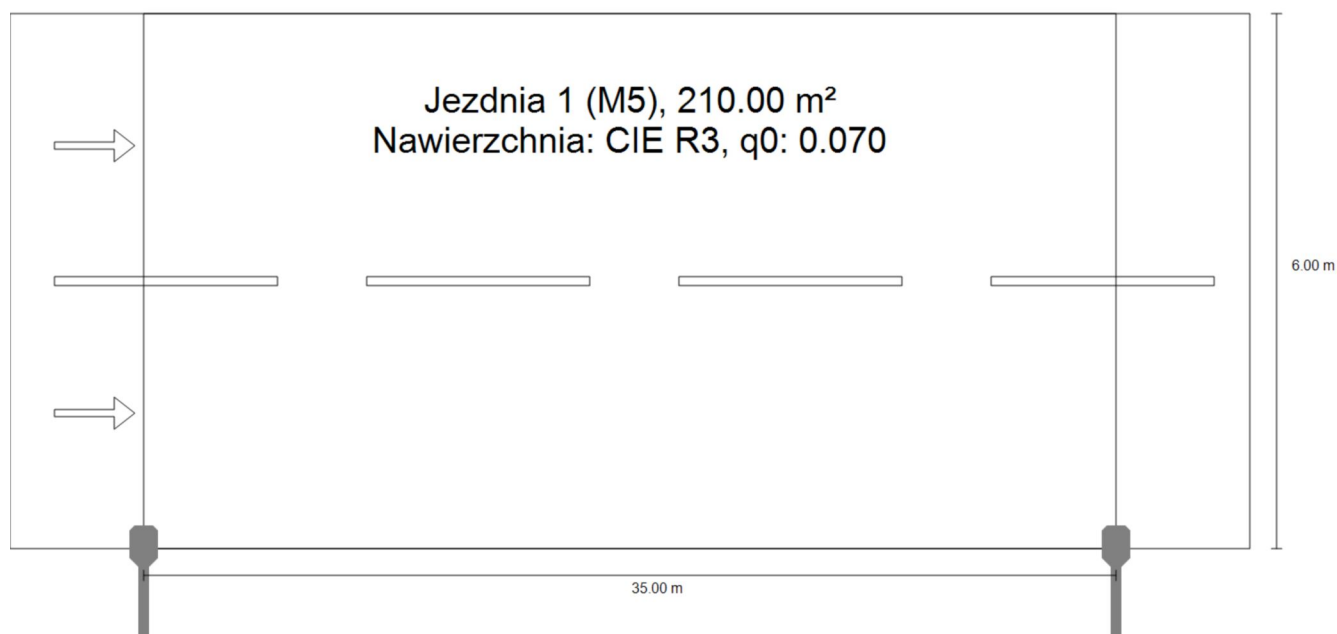 Jezdnia 1 (M5), 210.00 m²
Nawierzchnia: CIE R3, q0: 0.070
6.00 m
35.00 m